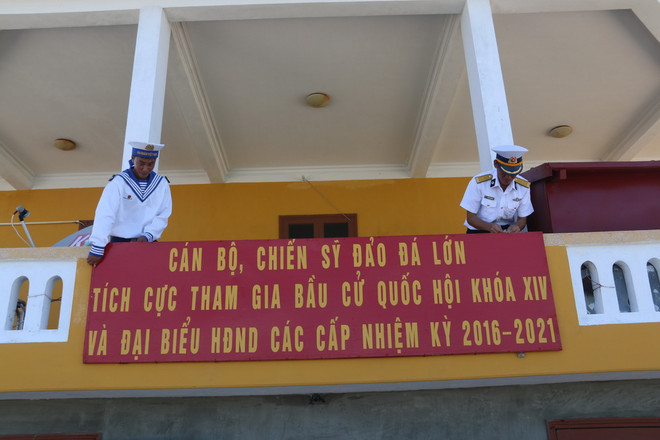 CÁN BỘ, CHIẾN SỸ ĐẢO ĐÁ LỚN
TÍCH CỰC THAM GIA BẦU CỬ QUỐC HỘI KHÓA XIV
VÀ ĐẠI BIỂU HĐND CÁC CẤP NHIỆM KỲ 2016-2021